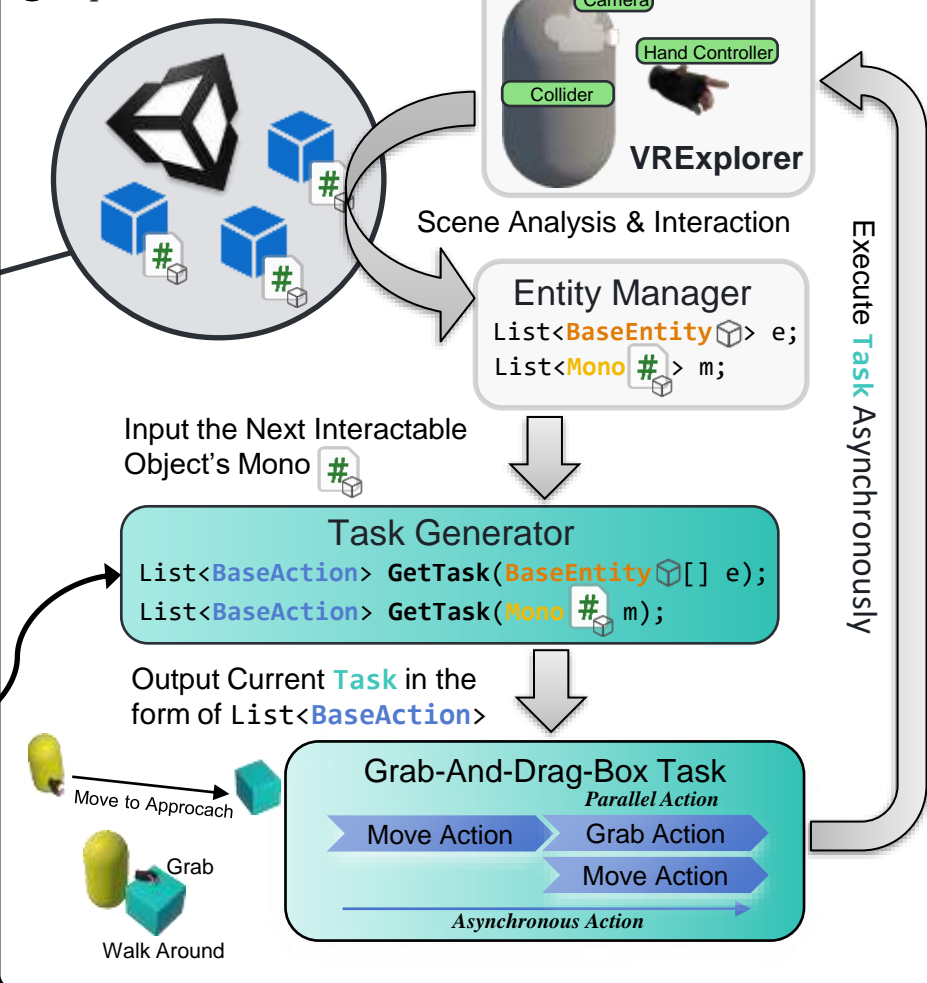 Camera
Hand Controller
Collider
VRExplorer
Scene Analysis & Interaction
Entity Manager
List<BaseEntity> e;
List<Mono #> m;
Input the Next Interactable
Object's Mono #
Task Generator
List<BaseAction> GetTask(BaseEntity[] e);
List<BaseAction> GetTask(Mono # m);
Output Current Task in the
form of List<BaseAction>
Execute Task Asynchronously
Move to Approcach
Grab
Walk Around
Grab-And-Drag-Box Task
Parallel Action
Move Action
Grab Action
Move Action
Asynchronous Action
#
#
#